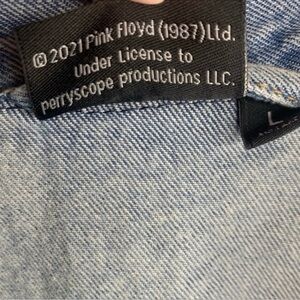 © 2021 Pink Floyd (1987) Ltd.
Under License to
perryscope productions LLC.
L